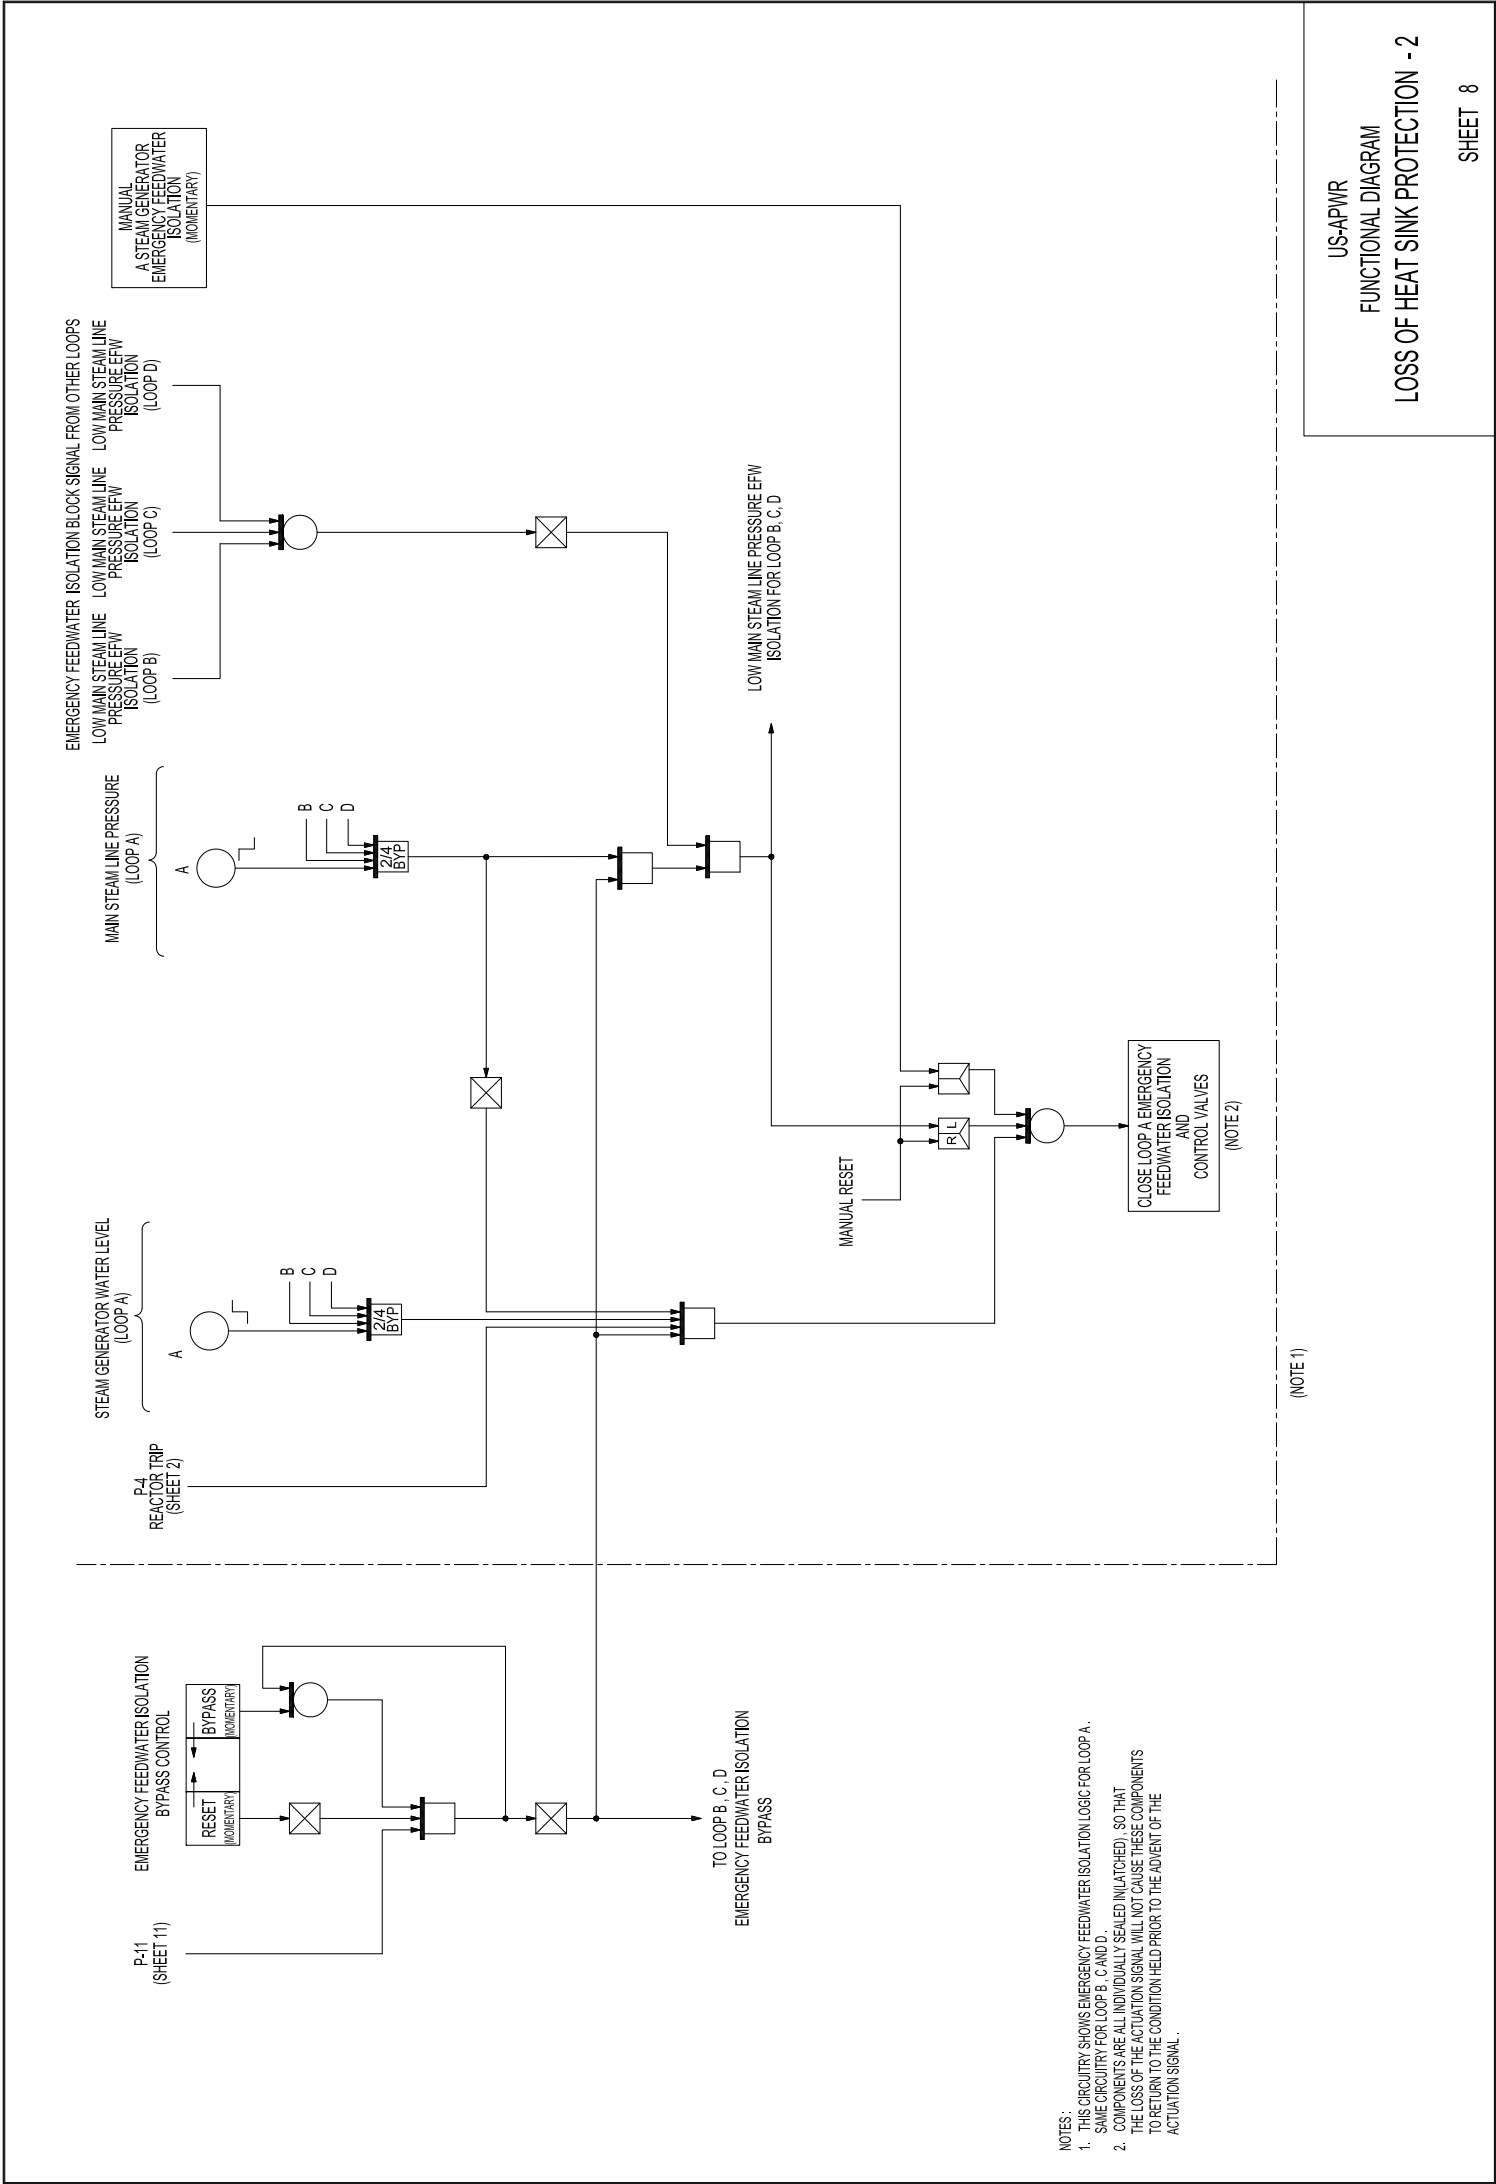 P-11
(SHEET 11)
EMERGENCY FEEDWATER ISOLATION
BYPASS CONTROL
RESET
(MOMENTARY)
BYPASS
(MOMENTARY)
P-4
REACTOR TRIP
(SHEET 2)
STEAM GENERATOR WATER LEVEL
(LOOP A)
A
B
C
D
2/4
BYP
MAIN STEAM LINE PRESSURE
(LOOP A)
A
B
C
D
2/4
BYP
EMERGENCY FEEDWATER ISOLATION BLOCK SIGNAL FROM OTHER LOOPS
LOW MAIN STEAM LINE
PRESSURE EFW
ISOLATION
(LOOP B)
LOW MAIN STEAM LINE
PRESSURE EFW
ISOLATION
(LOOP C)
LOW MAIN STEAM LINE
PRESSURE EFW
ISOLATION
(LOOP D)
MANUAL
A STEAM GENERATOR
EMERGENCY FEEDWATER
ISOLATION
(MOMENTARY)
TO LOOP B , C , D
EMERGENCY FEEDWATER ISOLATION
BYPASS
LOW MAIN STEAM LINE PRESSURE EFW
ISOLATION FOR LOOP B, C, D
MANUAL RESET
R L
CLOSE LOOP A EMERGENCY
FEEDWATER ISOLATION
AND
CONTROL VALVES
(NOTE 2)
(NOTE 1)
NOTES :
1. THIS CIRCUITRY SHOWS EMERGENCY FEEDWATER ISOLATION LOGIC FOR LOOP A .
SAME CIRCUITRY FOR LOOP B , C AND D .
2. COMPONENTS ARE ALL INDIVIDUALLY SEALED IN(LATCHED) , SO THAT
THE LOSS OF THE ACTUATION SIGNAL WILL NOT CAUSE THESE COMPONENTS
TO RETURN TO THE CONDITION HELD PRIOR TO THE ADVENT OF THE
ACTUATION SIGNAL .
US-APWR
FUNCTIONAL DIAGRAM
LOSS OF HEAT SINK PROTECTION - 2
SHEET 8